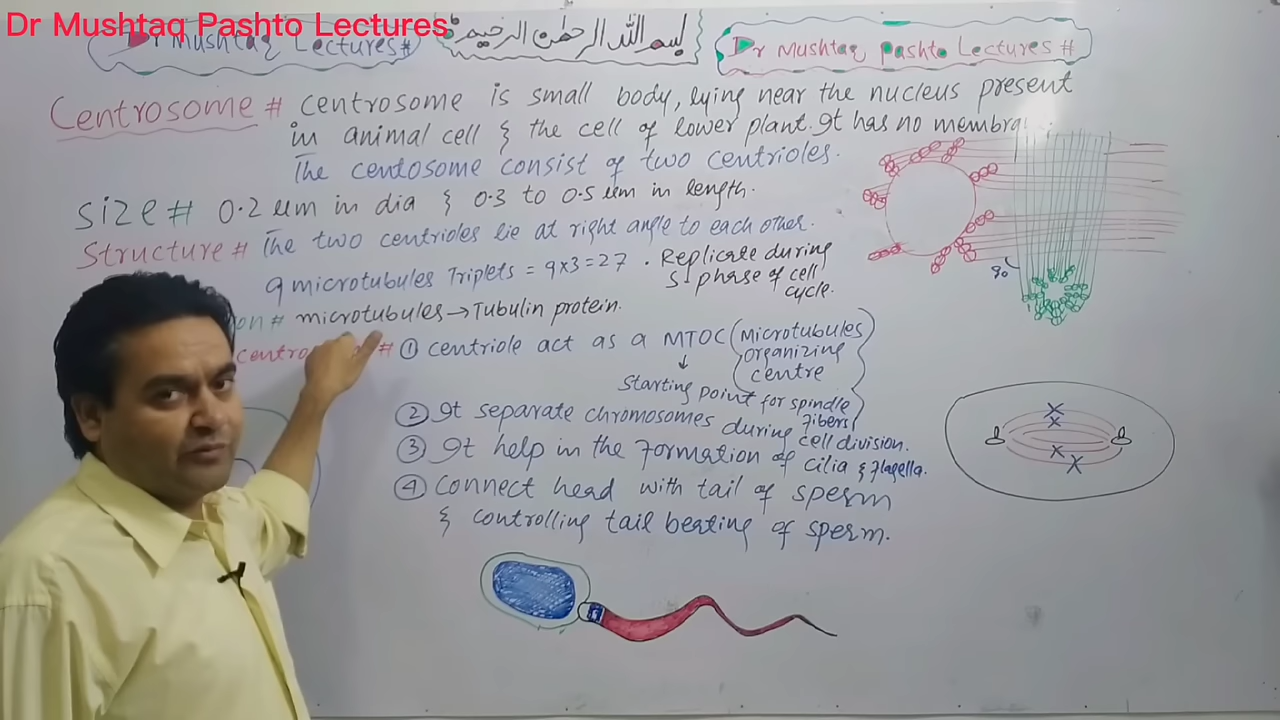 Dr Mushtaq Pashto Lectures
Dr Mushtaq Lectures #
بسم الله الرحمن الرحيم
Dr Mushtaq Pashto Lectures #
Centrosome # centrosome is small body, lying near the nucleus present
in animal cell & the cell of lower plant. It has no
The centosome consist of two centrioles.
Size # 0.2 um in dia & 0.3 to 0.5 um in length.
Structure # The two centrioles lie at right angle to each other.
9 microtubules Triplets = 9x3=27 . Replicate during
S phase of cell
cycle.
# microtubules → Tubulin protein.
# ① centriole act as a MTOC (Microtubules
organizing
centre
Starting point for spindle
fibers
② It separate chromosomes during cell division.
③ It help in the Formation of cilia & flagella.
④ connect head with tail of sperm
& controlling tail beating of sperm.
90°